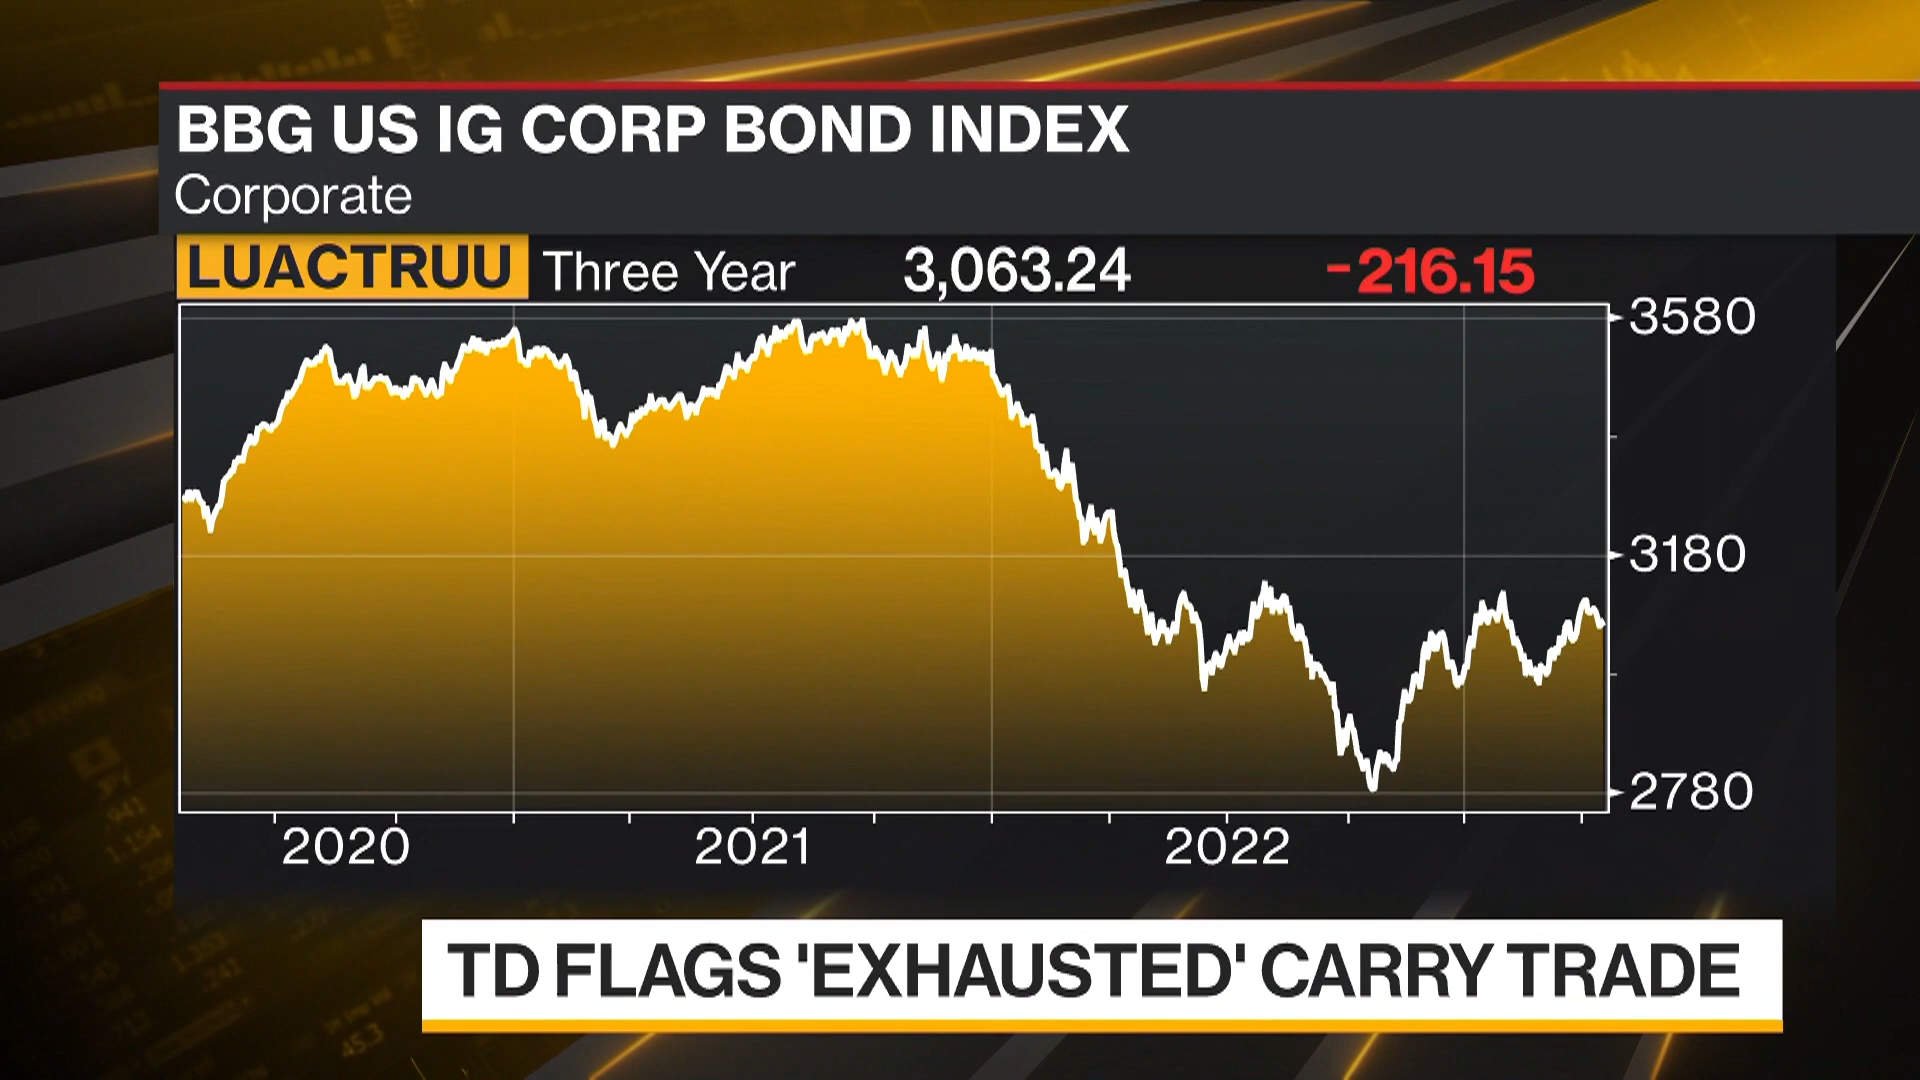 BBG US IG CORP BOND INDEX
Corporate
LUACTRUU Three Year 3,063.24 -216.15
3580
3180
2780
2020 2021 2022
TD FLAGS 'EXHAUSTED' CARRY TRADE